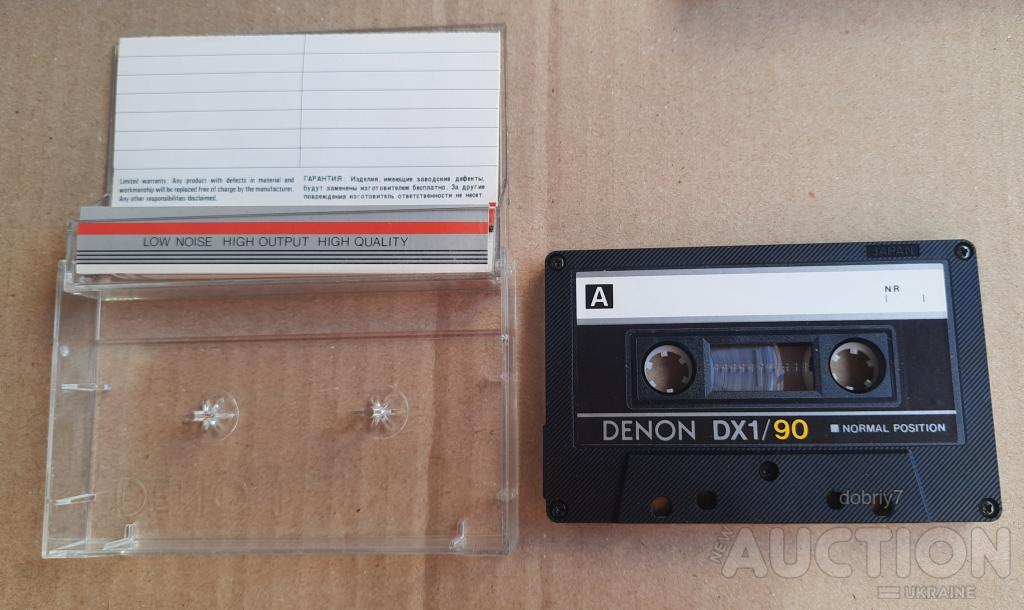 Limited warranty: Any product with defects in material and
workmanship will be replaced free of charge by the manufacturer.
Any other responsibilities disclaimed.
ГАРАНТИЯ: Изделия, имеющие заводские дефекты,
будут заменены изготовителем бесплатно. За другие
повреждения изготовитель ответственности не несет.
LOW NOISE HIGH OUTPUT HIGH QUALITY
JAPAN
A
NR
DENON DX1/90 NORMAL POSITION
DENON
dobriy7
NEW AUCTION
UKRAINE